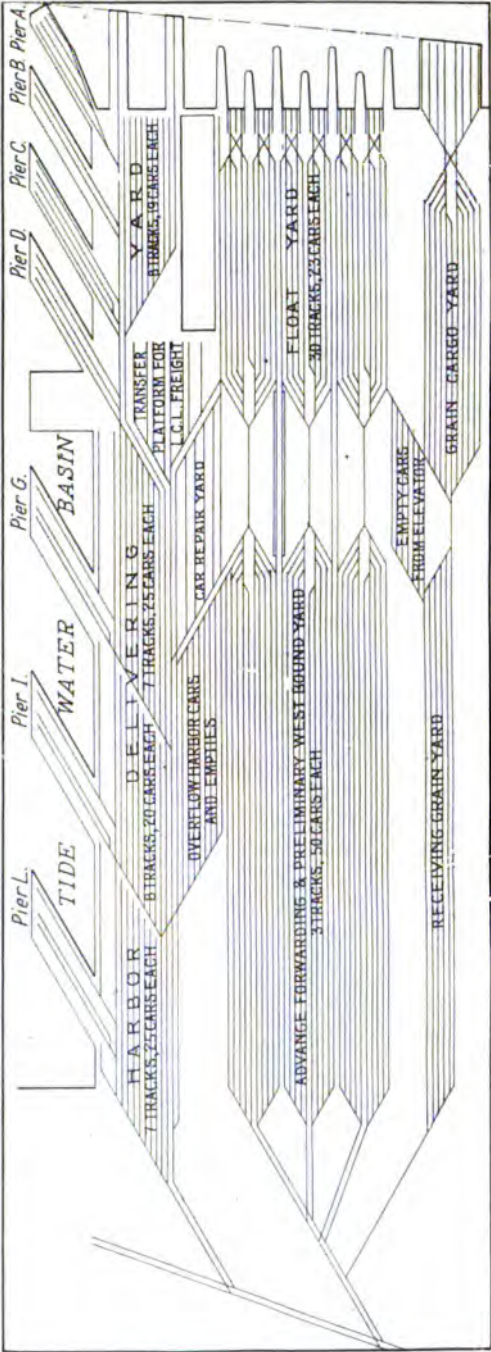 Pier L.
Pier I.
Pier G.
Pier D.
Pier C.
Pier B.
Pier A.
TIDE WATER BASIN
HARBOR DELIVERING YARD
7 TRACKS, 25 CARS EACH
8 TRACKS, 20 CARS EACH
7 TRACKS, 25 CARS EACH
8 TRACKS, 19 CARS EACH
TRANSFER
PLATFORM FOR
L.C.L. FREIGHT
OVERFLOW HARBOR CARS
AND EMPTIES
CAR REPAIR YARD
ADVANCE FORWARDING & PRELIMINARY WEST BOUND YARD
31 TRACKS, 50 CARS EACH
FLOAT YARD
30 TRACKS, 23 CARS EACH
EMPTY CARS
FROM ELEVATOR
RECEIVING GRAIN YARD
GRAIN CARGO YARD